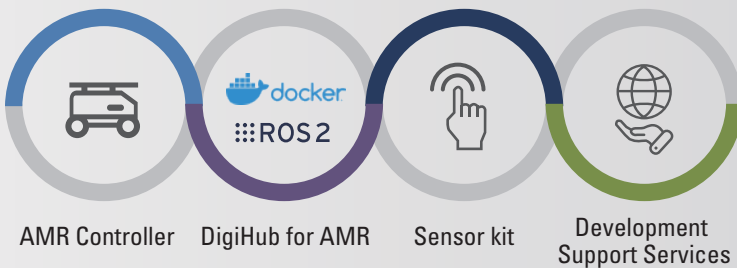 docker
ROS 2
AMR Controller
DigiHub for AMR
Sensor kit
Development
Support Services